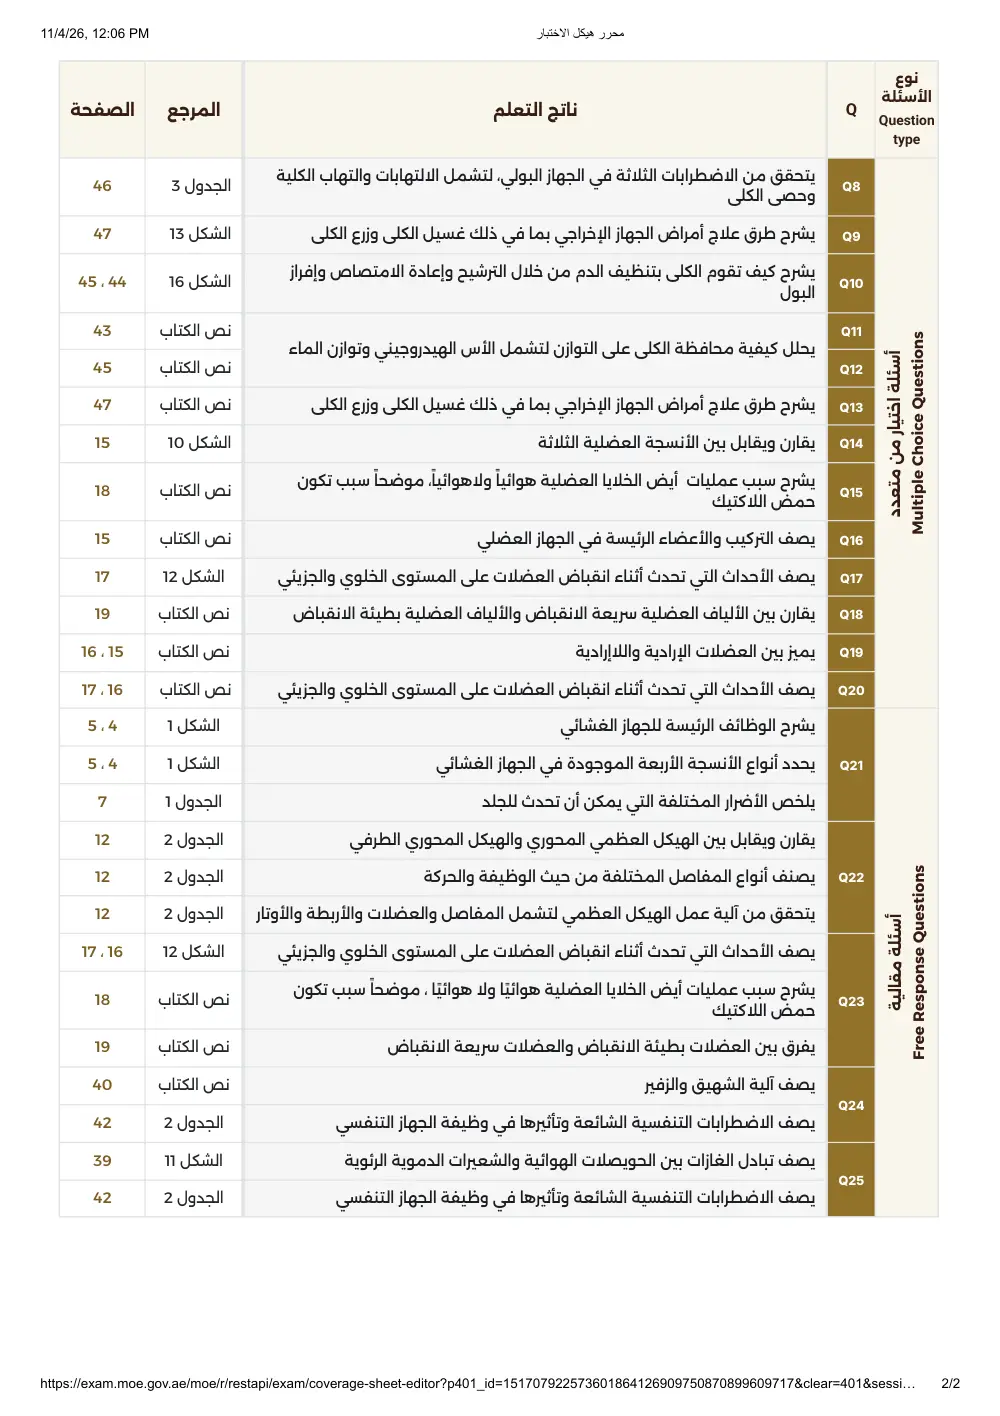 11/4/26, 12:06 PM
محرر هيكل الاختبار
نوع
الأسئلة
Question
type
Q
ناتج التعلم
المرجع
الصفحة
أسئلة اختيار من متعدد
Multiple Choice Questions
Q8
يتحقق من الاضطرابات الثلاثة في الجهاز البولي، لتشمل الالتهابات والتهاب الكلية
وحصى الكلى
الجدول 3
46
Q9
يشرح طرق علاج أمراض الجهاز الإخراجي بما في ذلك غسيل الكلى وزرع الكلى
الشكل 13
47
Q10
يشرح كيف تقوم الكلى بتنظيف الدم من خلال الترشيح وإعادة الامتصاص وإفراز
البول
الشكل 16
44 ، 45
Q11
يحلل كيفية محافظة الكلى على التوازن لتشمل الأس الهيدروجيني وتوازن الماء
نص الكتاب
43
Q12
نص الكتاب
45
Q13
يشرح طرق علاج أمراض الجهاز الإخراجي بما في ذلك غسيل الكلى وزرع الكلى
نص الكتاب
47
Q14
يقارن ويقابل بين الأنسجة العضلية الثلاثة
الشكل 10
15
Q15
يشرح سبب عمليات أيض الخلايا العضلية هوائياً ولاهوائياً، موضحاً سبب تكون
حمض اللاكتيك
نص الكتاب
18
Q16
يصف التركيب والأعضاء الرئيسة في الجهاز العضلي
نص الكتاب
15
Q17
يصف الأحداث التي تحدث أثناء انقباض العضلات على المستوى الخلوي والجزيئي
الشكل 12
17
Q18
يقارن بين الألياف العضلية سريعة الانقباض والألياف العضلية بطيئة الانقباض
نص الكتاب
19
Q19
يميز بين العضلات الإرادية واللاإرادية
نص الكتاب
15 ، 16
Q20
يصف الأحداث التي تحدث أثناء انقباض العضلات على المستوى الخلوي والجزيئي
نص الكتاب
16 ، 17
أسئلة مقالية
Free Response Questions
Q21
يشرح الوظائف الرئيسة للجهاز الغشائي
الشكل 1
4 ، 5
يحدد أنواع الأنسجة الأربعة الموجودة في الجهاز الغشائي
الشكل 1
4 ، 5
يلخص الأضرار المختلفة التي يمكن أن تحدث للجلد
الجدول 1
7
Q22
يقارن ويقابل بين الهيكل العظمي المحوري والهيكل المحوري الطرفي
الجدول 2
12
يصنف أنواع المفاصل المختلفة من حيث الوظيفة والحركة
الجدول 2
12
يتحقق من آلية عمل الهيكل العظمي لتشمل المفاصل والعضلات والأربطة والأوتار
الجدول 2
12
Q23
يصف الأحداث التي تحدث أثناء انقباض العضلات على المستوى الخلوي والجزيئي
الشكل 12
16 ، 17
يشرح سبب عمليات أيض الخلايا العضلية هوائيًا ولا هوائيًا ، موضحاً سبب تكون
حمض اللاكتيك
نص الكتاب
18
يفرق بين العضلات بطيئة الانقباض والعضلات سريعة الانقباض
نص الكتاب
19
Q24
يصف آلية الشهيق والزفير
نص الكتاب
40
يصف الاضطرابات التنفسية الشائعة وتأثيرها في وظيفة الجهاز التنفسي
الجدول 2
42
Q25
يصف تبادل الغازات بين الحويصلات الهوائية والشعيرات الدموية الرئوية
الشكل 11
39
يصف الاضطرابات التنفسية الشائعة وتأثيرها في وظيفة الجهاز التنفسي
الجدول 2
42
https://exam.moe.gov.ae/moe/r/restapi/exam/coverage-sheet-editor?p401_id=151707922573601864126909750870899609717&clear=401&sessi…
2/2